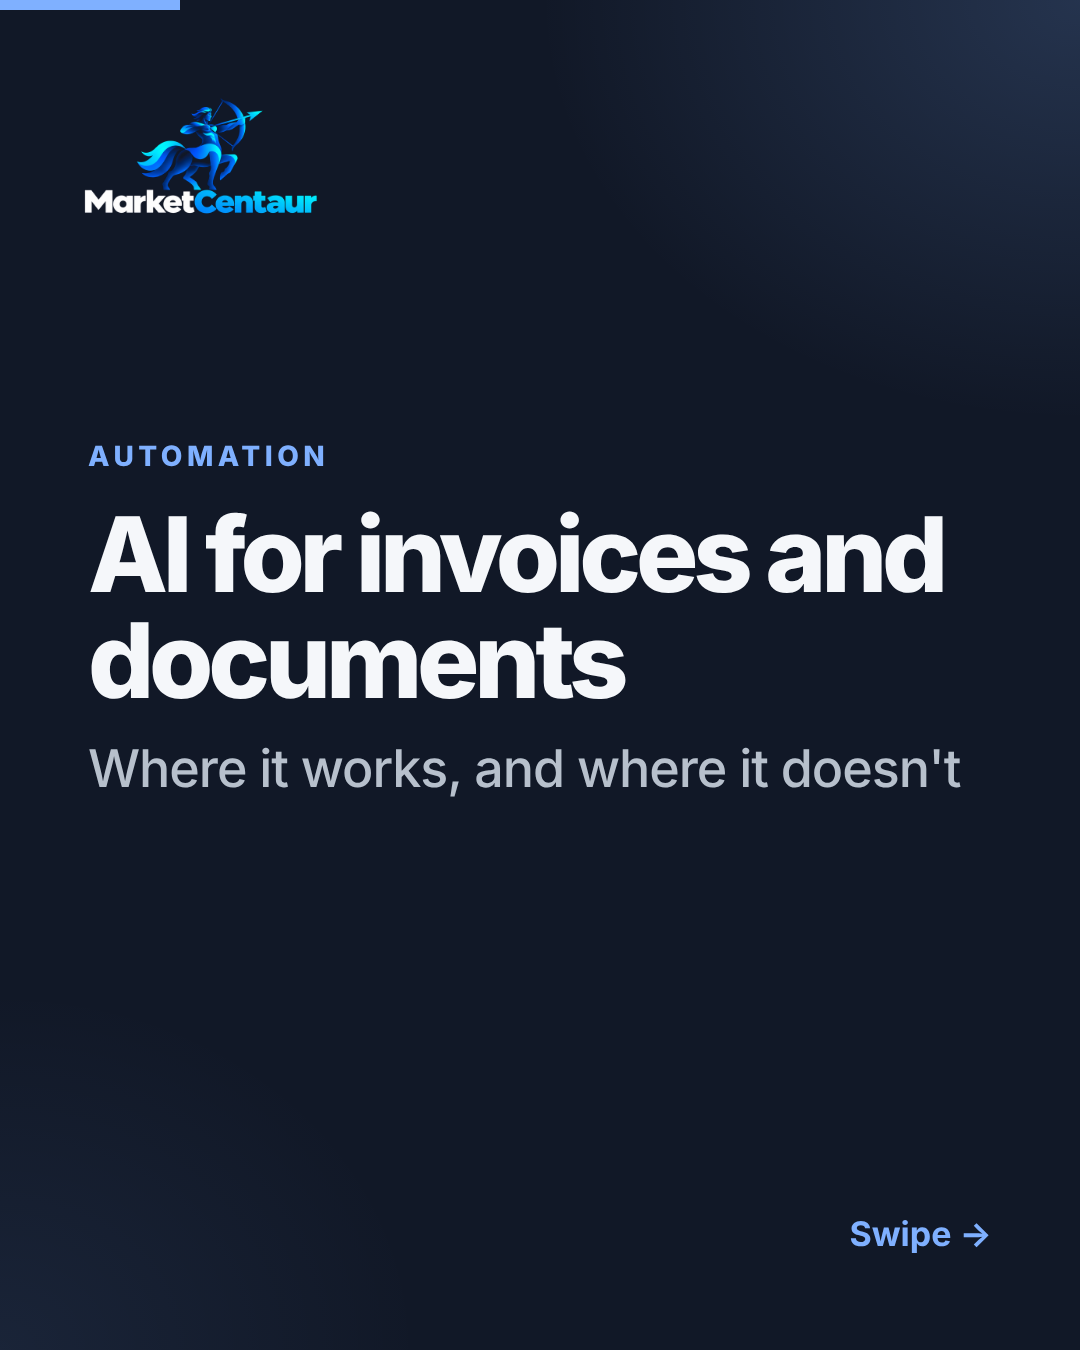 MarketCentaur
AUTOMATION
AI for invoices and
documents
Where it works, and where it doesn't
Swipe →